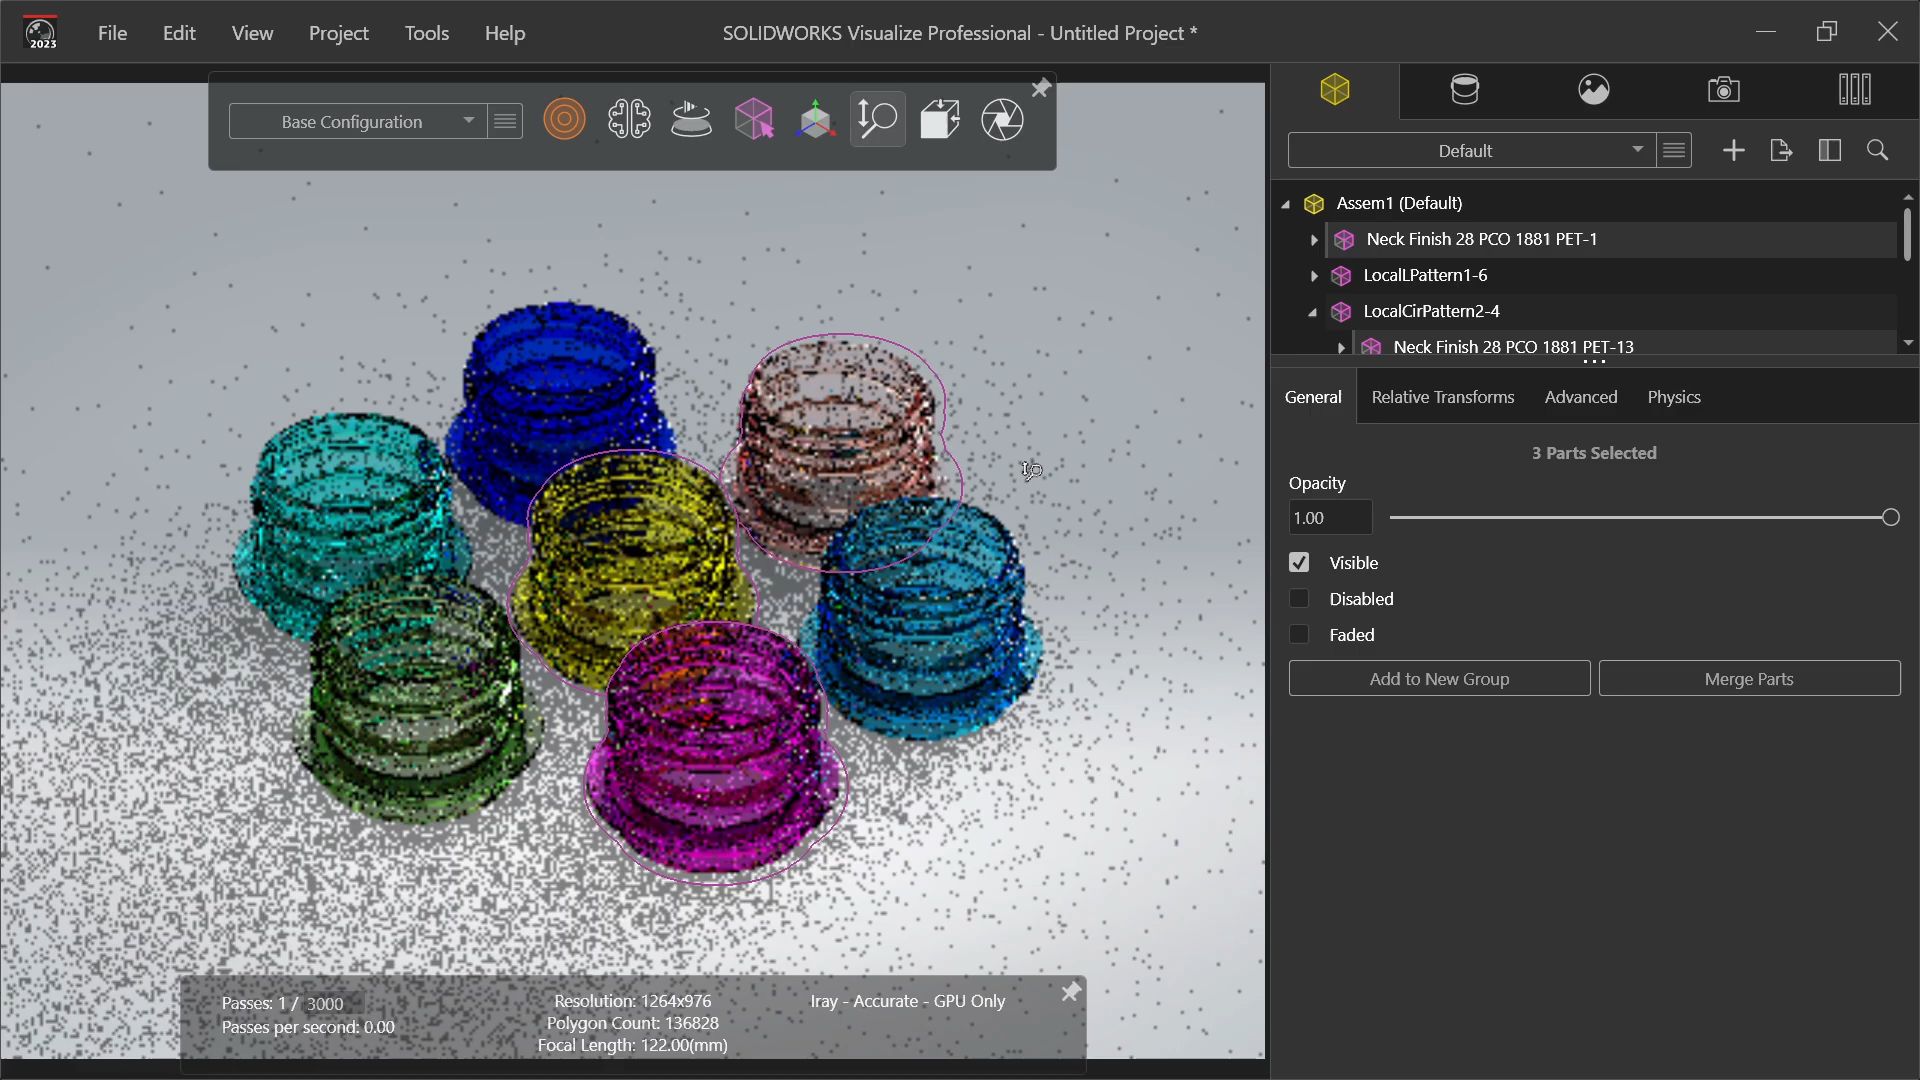 2023
File Edit View Project Tools Help
SOLIDWORKS Visualize Professional - Untitled Project *
Base Configuration
Default
Assem1 (Default)
Neck Finish 28 PCO 1881 PET-1
LocalLPattern1-6
LocalCirPattern2-4
Neck Finish 28 PCO 1881 PET-13
General Relative Transforms Advanced Physics
3 Parts Selected
Opacity
1.00
Visible
Disabled
Faded
Add to New Group Merge Parts
Passes: 1 / 3000
Passes per second: 0.00
Resolution: 1264x976
Polygon Count: 136828
Focal Length: 122.00(mm)
Iray - Accurate - GPU Only